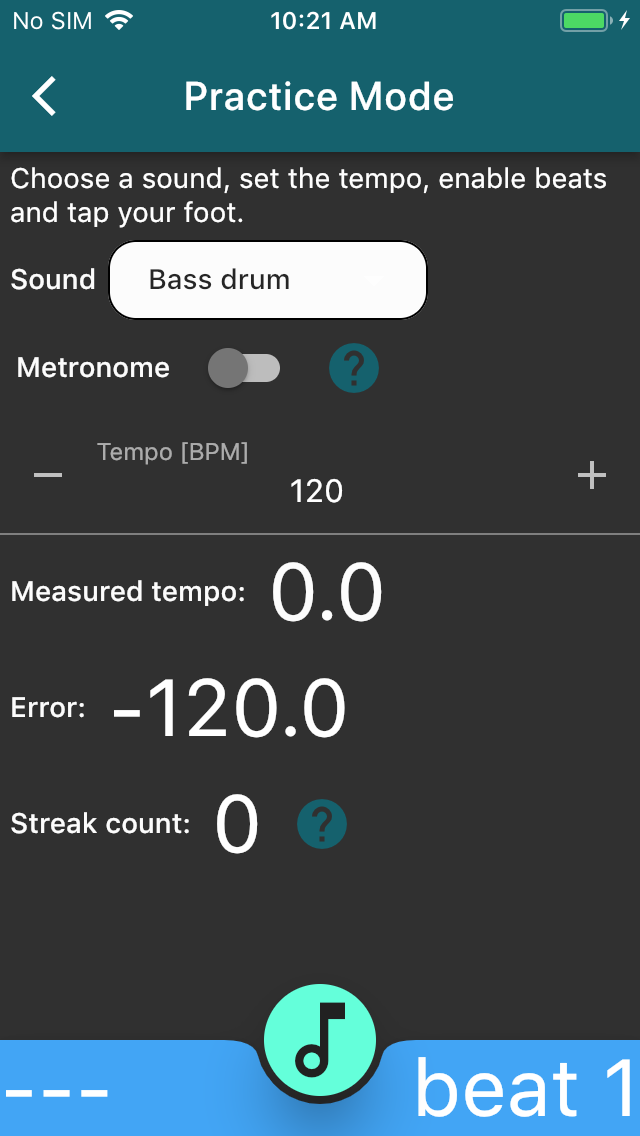 No SIM 10:21 AM
Practice Mode
Choose a sound, set the tempo, enable beats
and tap your foot.
Sound Bass drum
Metronome ?
Tempo [BPM]
− 120 +
Measured tempo: 0.0
Error: -120.0
Streak count: 0 ?
--- beat 1